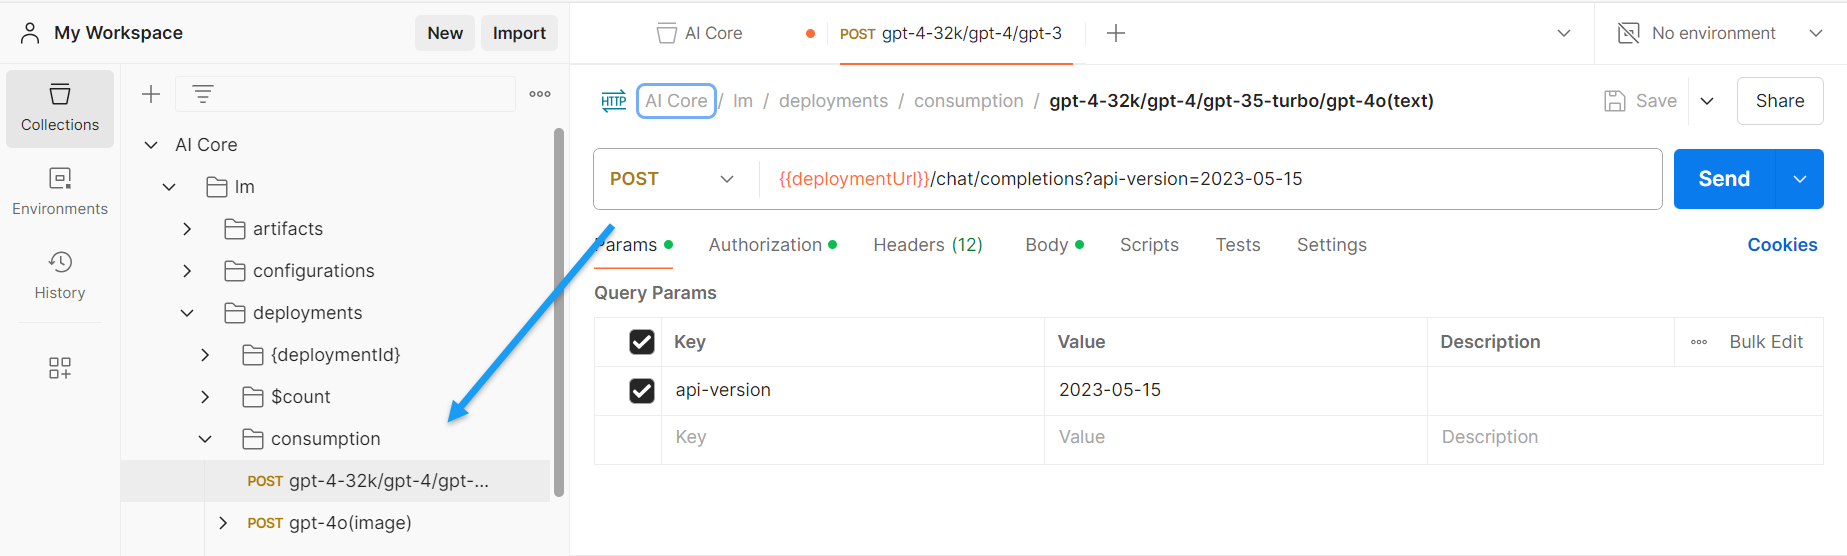 My Workspace
New
Import
Collections
Environments
History
AI Core
lm
artifacts
configurations
deployments
{deploymentId}
$count
consumption
POST gpt-4-32k/gpt-4/gpt-...
POST gpt-4o(image)
AI Core
POST gpt-4-32k/gpt-4/gpt-3
No environment
HTTP AI Core / lm / deployments / consumption / gpt-4-32k/gpt-4/gpt-35-turbo/gpt-4o(text)
Save
Share
POST
{{deploymentUrl}}/chat/completions?api-version=2023-05-15
Send
Params
Authorization
Headers (12)
Body
Scripts
Tests
Settings
Cookies
Query Params
Key
Value
Description
Bulk Edit
api-version
2023-05-15
Key
Value
Description